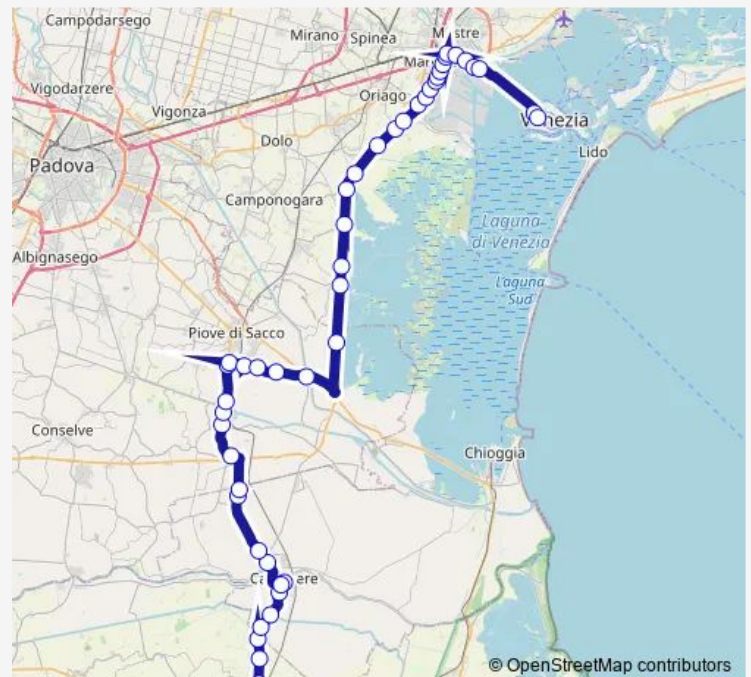 Campodarsego
Mirano
Spinea
Vigodarzere
Oriago
Vigonza
Venezia
Dolo
Lido
Padova
Camponogara
Laguna
di Venezia
Albignasego
Laguna
Sud
Piove di Sacco
Conselve
Chioggia
© OpenStreetMap contributors